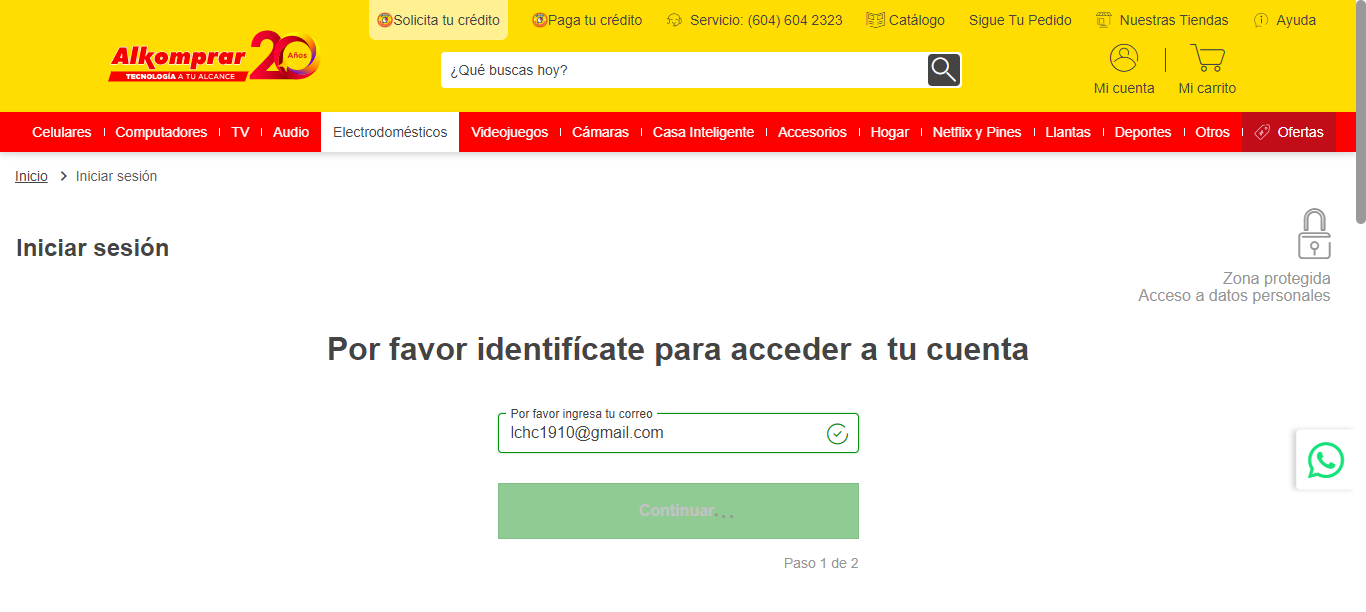 Solicita tu crédito Paga tu crédito Servicio: (604) 604 2323 Catálogo Sigue Tu Pedido Nuestras Tiendas Ayuda
Alkomprar 20 Años
TECNOLOGÍA A TU ALCANCE
¿Qué buscas hoy?
Mi cuenta Mi carrito
Celulares Computadores TV Audio Electrodomésticos Videojuegos Cámaras Casa Inteligente Accesorios Hogar Netflix y Pines Llantas Deportes Otros Ofertas
Inicio Iniciar sesión
Iniciar sesión
Zona protegida
Acceso a datos personales
Por favor identifícate para acceder a tu cuenta
Por favor ingresa tu correo
lchc1910@gmail.com
Continuar...
Paso 1 de 2